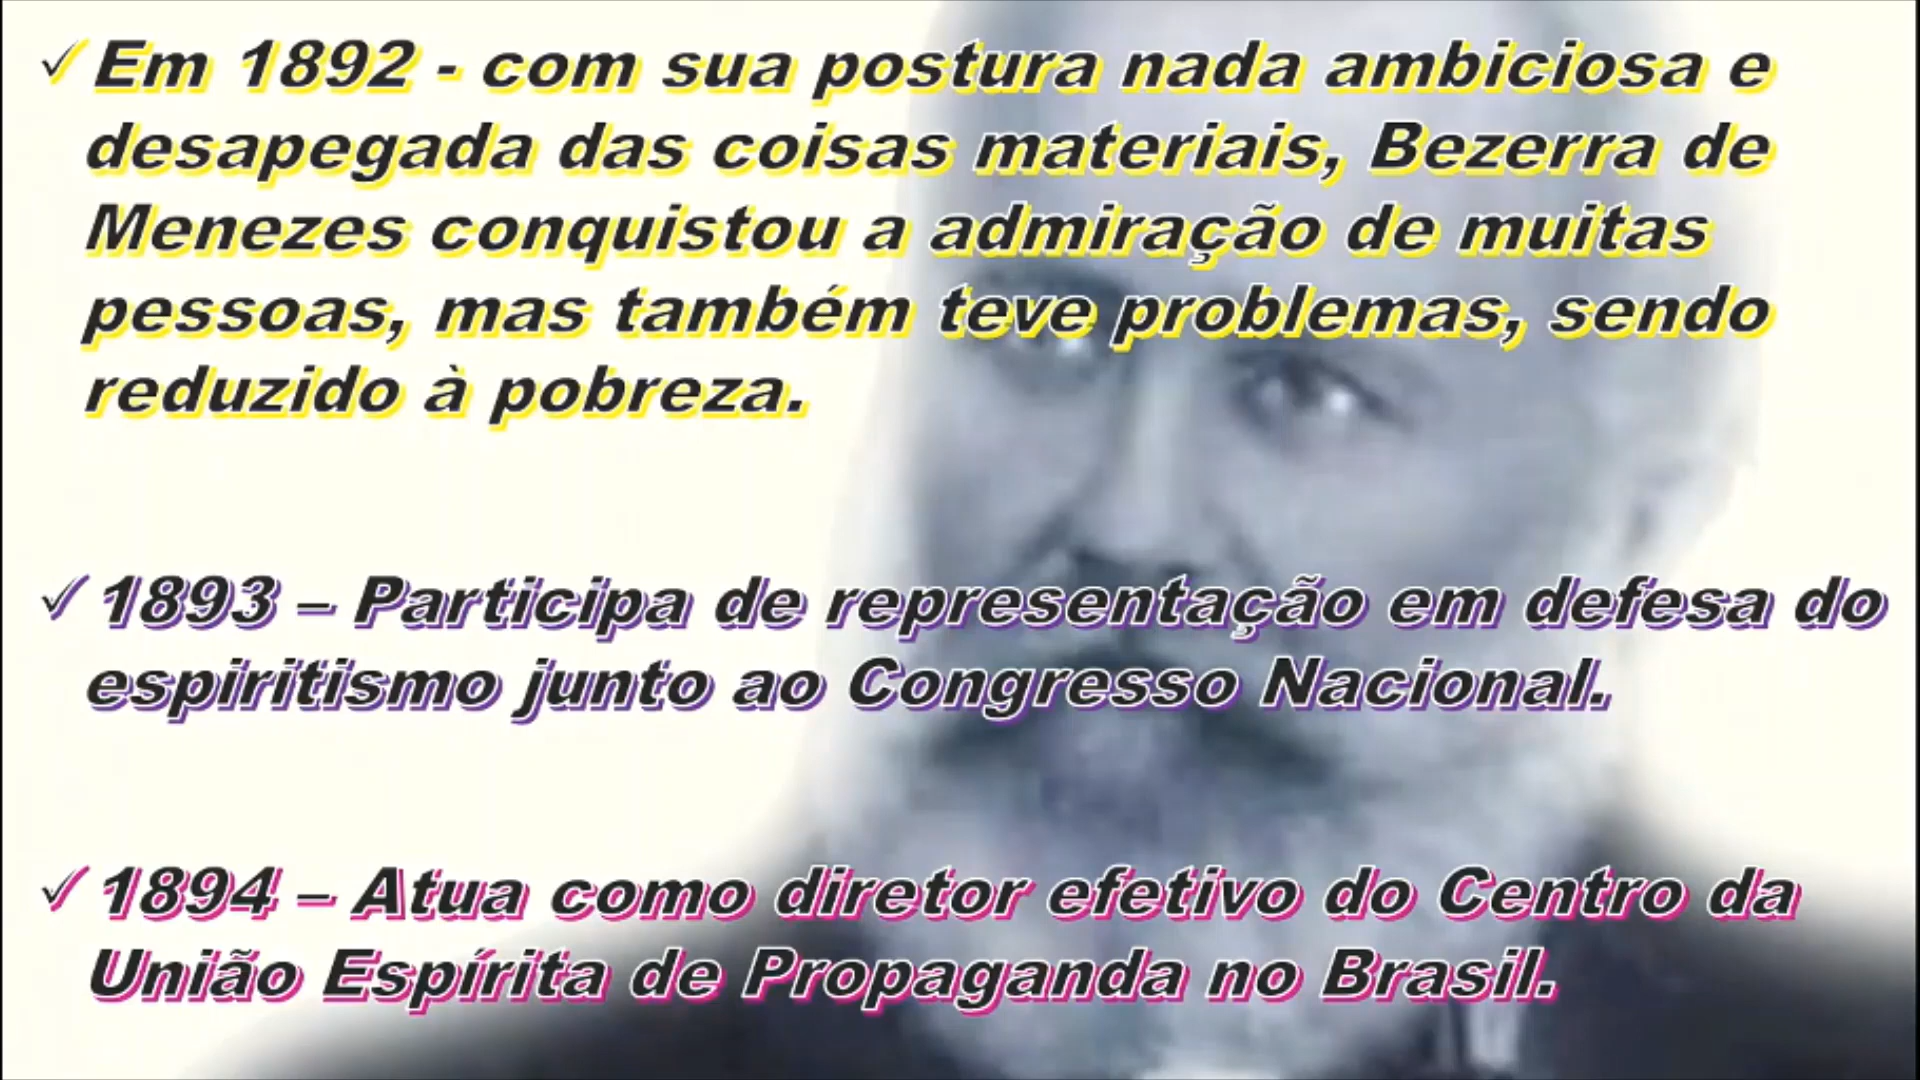 ✓ Em 1892 - com sua postura nada ambiciosa e
desapegada das coisas materiais, Bezerra de
Menezes conquistou a admiração de muitas
pessoas, mas também teve problemas, sendo
reduzido à pobreza.
✓ 1893 – Participa de representação em defesa do
espiritismo junto ao Congresso Nacional.
✓ 1894 – Atua como diretor efetivo do Centro da
União Espírita de Propaganda no Brasil.